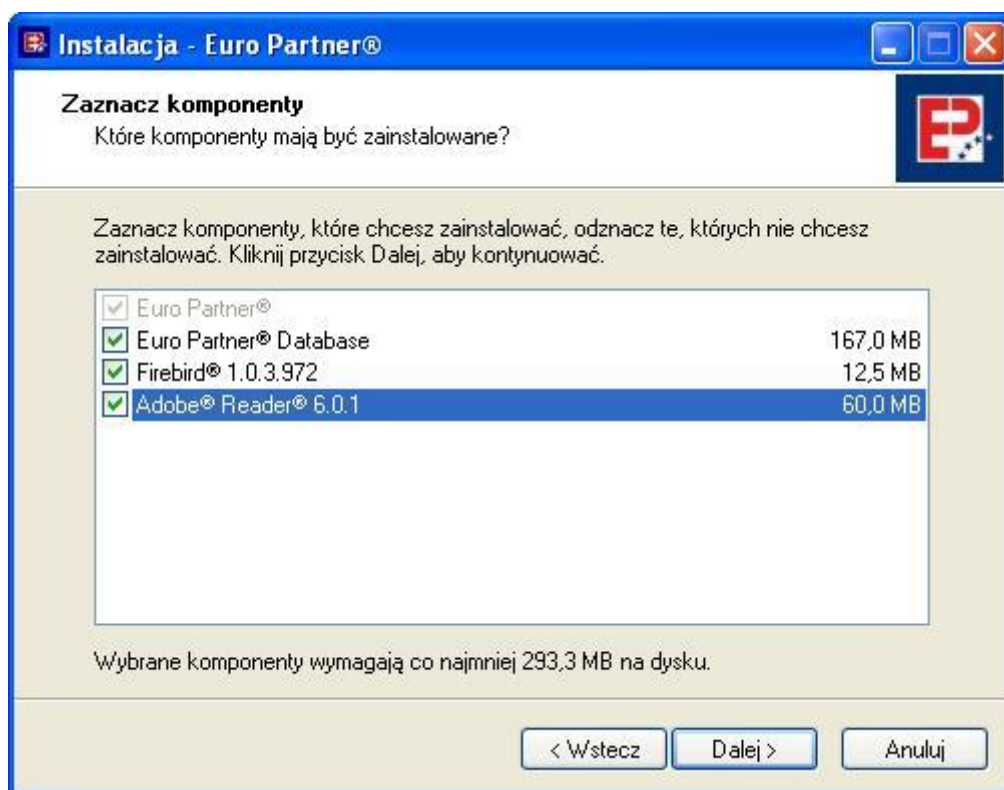 Instalacja - Euro Partner®
Zaznacz komponenty
Które komponenty mają być zainstalowane?
EP
Zaznacz komponenty, które chcesz zainstalować, odznacz te, których nie chcesz
zainstalować. Kliknij przycisk Dalej, aby kontynuować.
Euro Partner®
Euro Partner® Database 167,0 MB
Firebird® 1.0.3.972 12,5 MB
Adobe® Reader® 6.0.1 60,0 MB
Wybrane komponenty wymagają co najmniej 293,3 MB na dysku.
< Wstecz Dalej > Anuluj